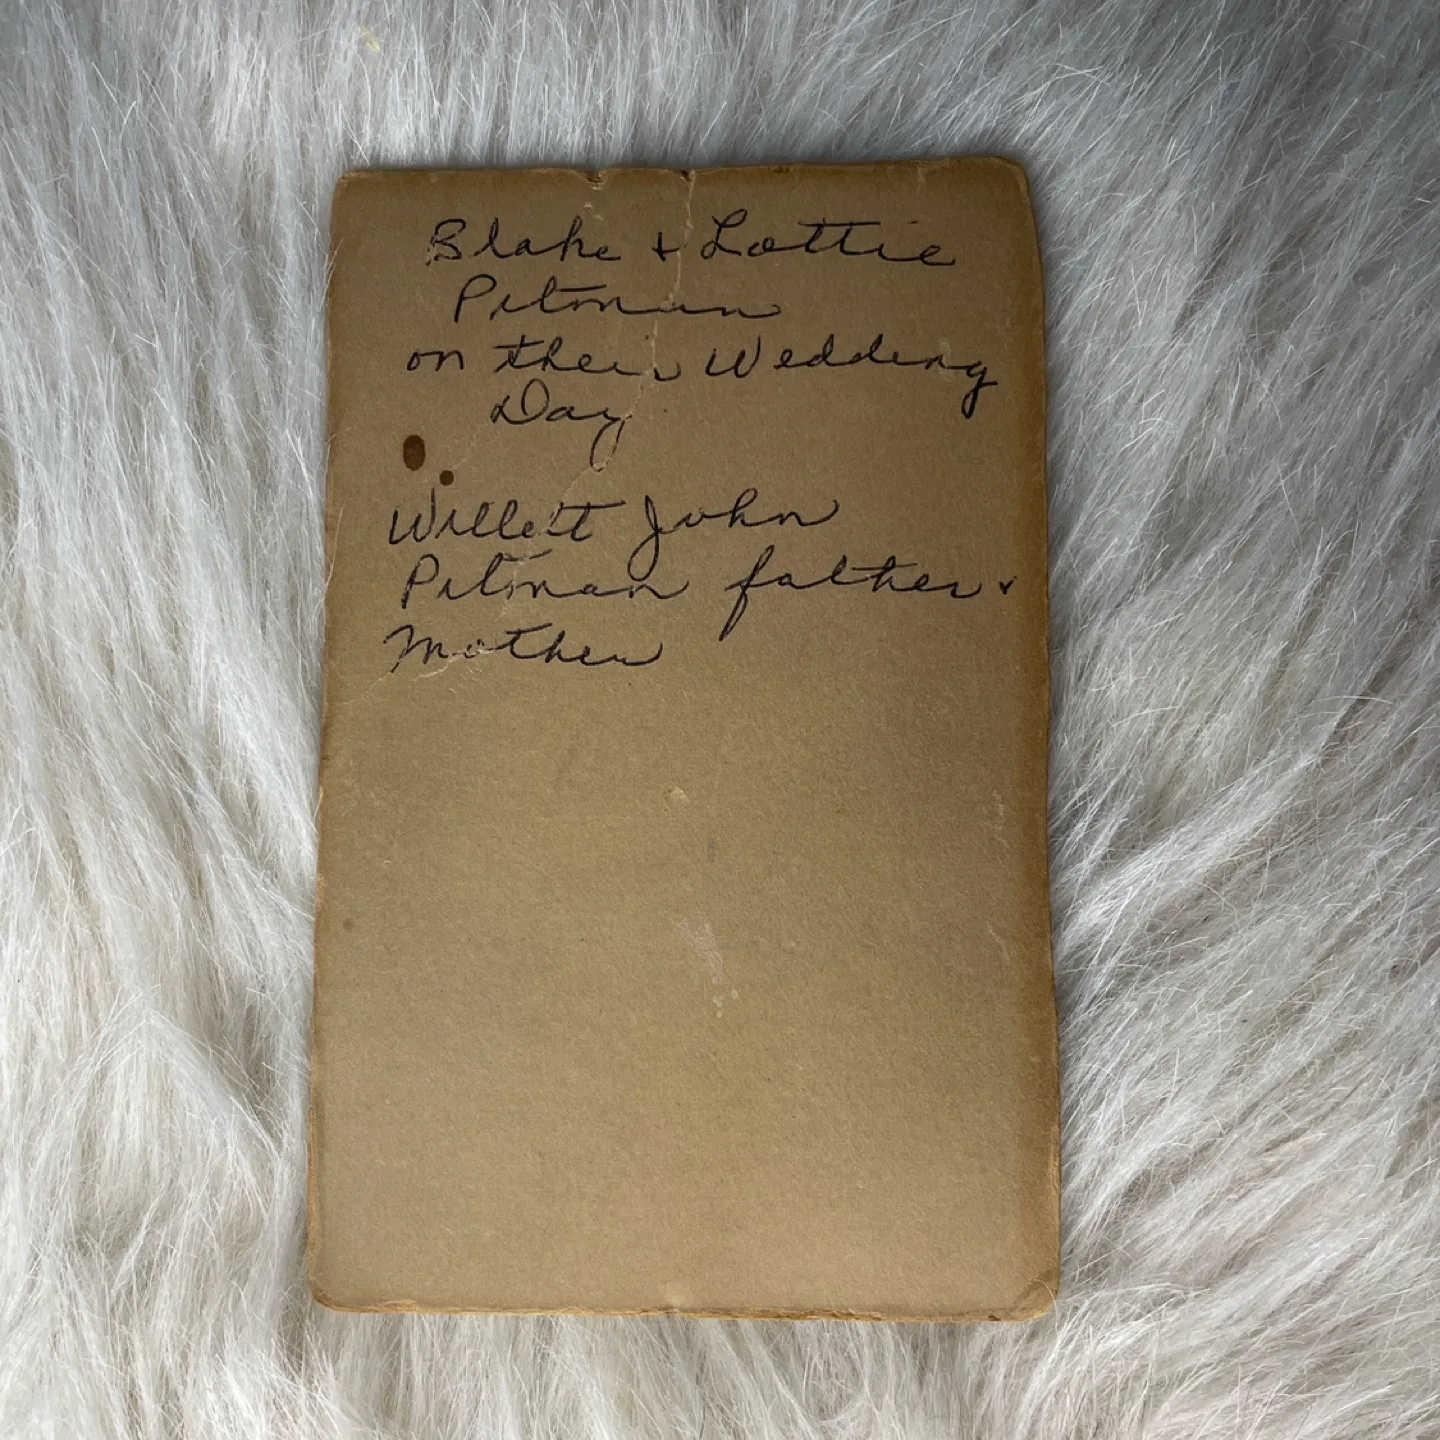 Blake + Lottie
Pitman
on their Wedding
Day
Willett John
Pitman father +
Mother